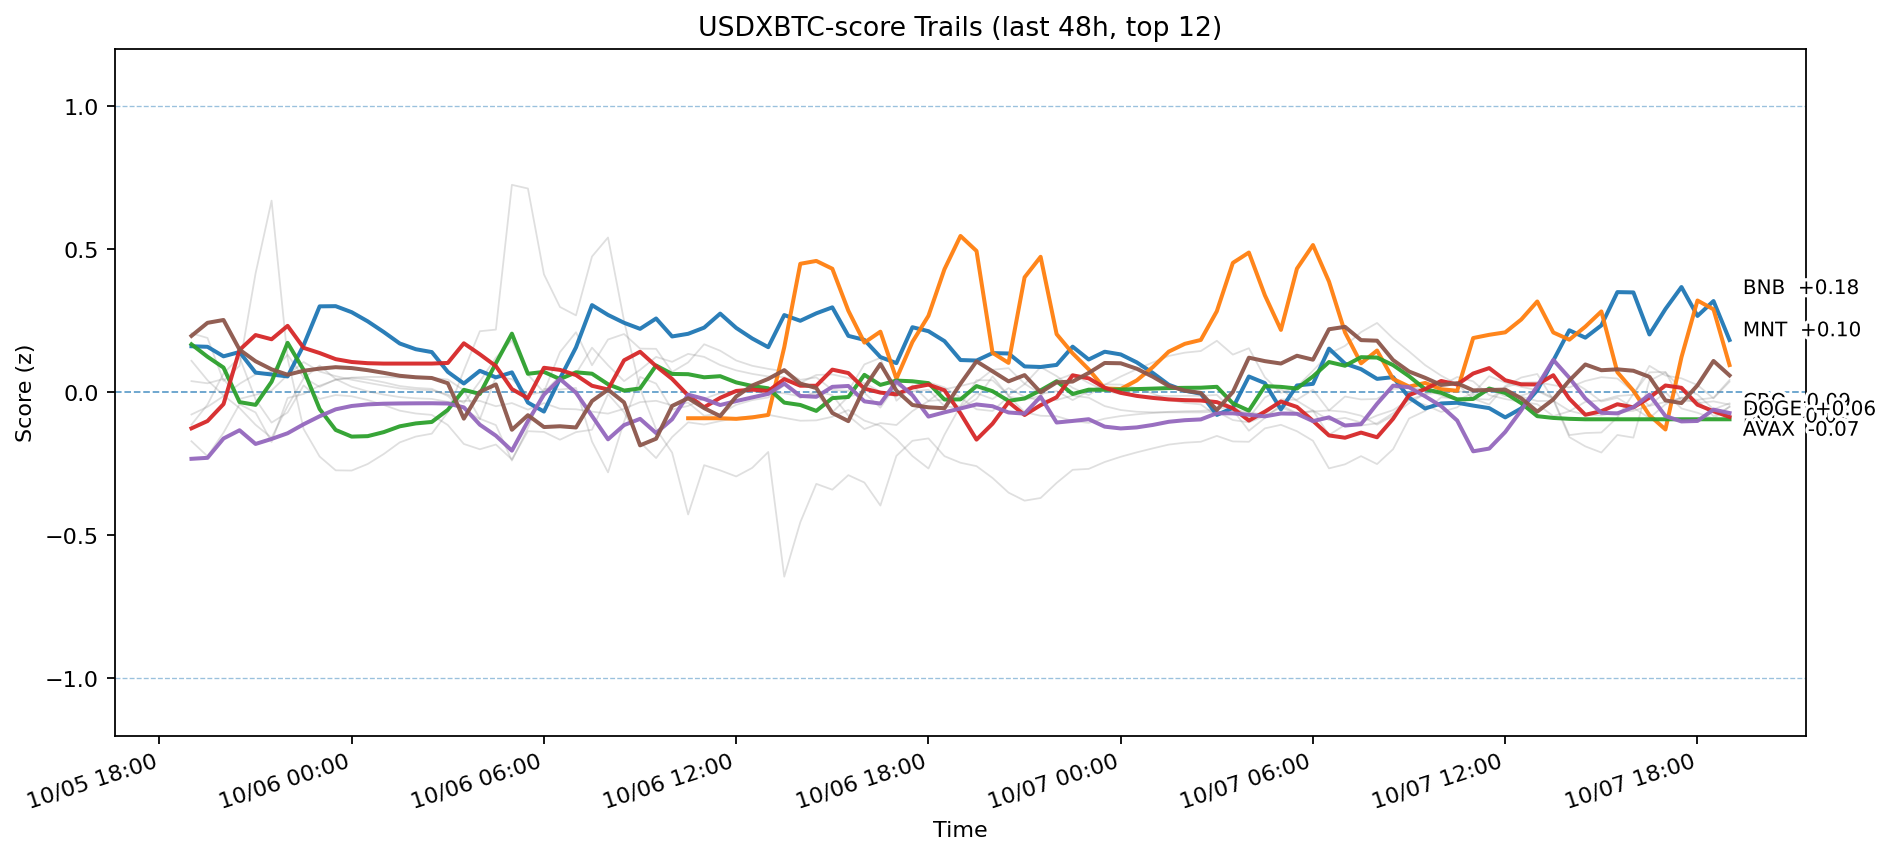 USDXBTC-score Trails (last 48h, top 12)
Score (z)
1.0
0.5
0.0
−0.5
−1.0
BNB +0.18
MNT +0.10
DOGE +0.06
AVAX -0.07
10/05 18:00
10/06 00:00
10/06 06:00
10/06 12:00
10/06 18:00
10/07 00:00
10/07 06:00
10/07 12:00
10/07 18:00
Time